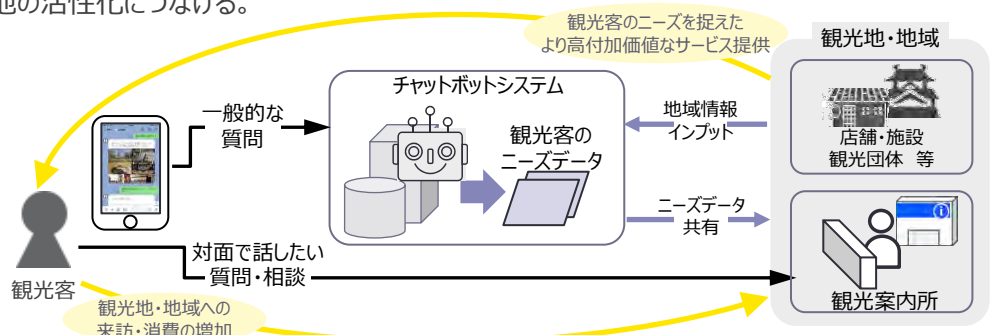 地の活性化につなげる。
観光客のニーズを捉えた
より高付加価値なサービス提供
観光地・地域
チャットボットシステム
一般的な
質問
観光客の
ニーズデータ
地域情報
インプット
店舗・施設
観光団体 等
ニーズデータ
共有
対面で話したい
質問・相談
観光客
観光案内所
観光地・地域への
来訪・消費の増加